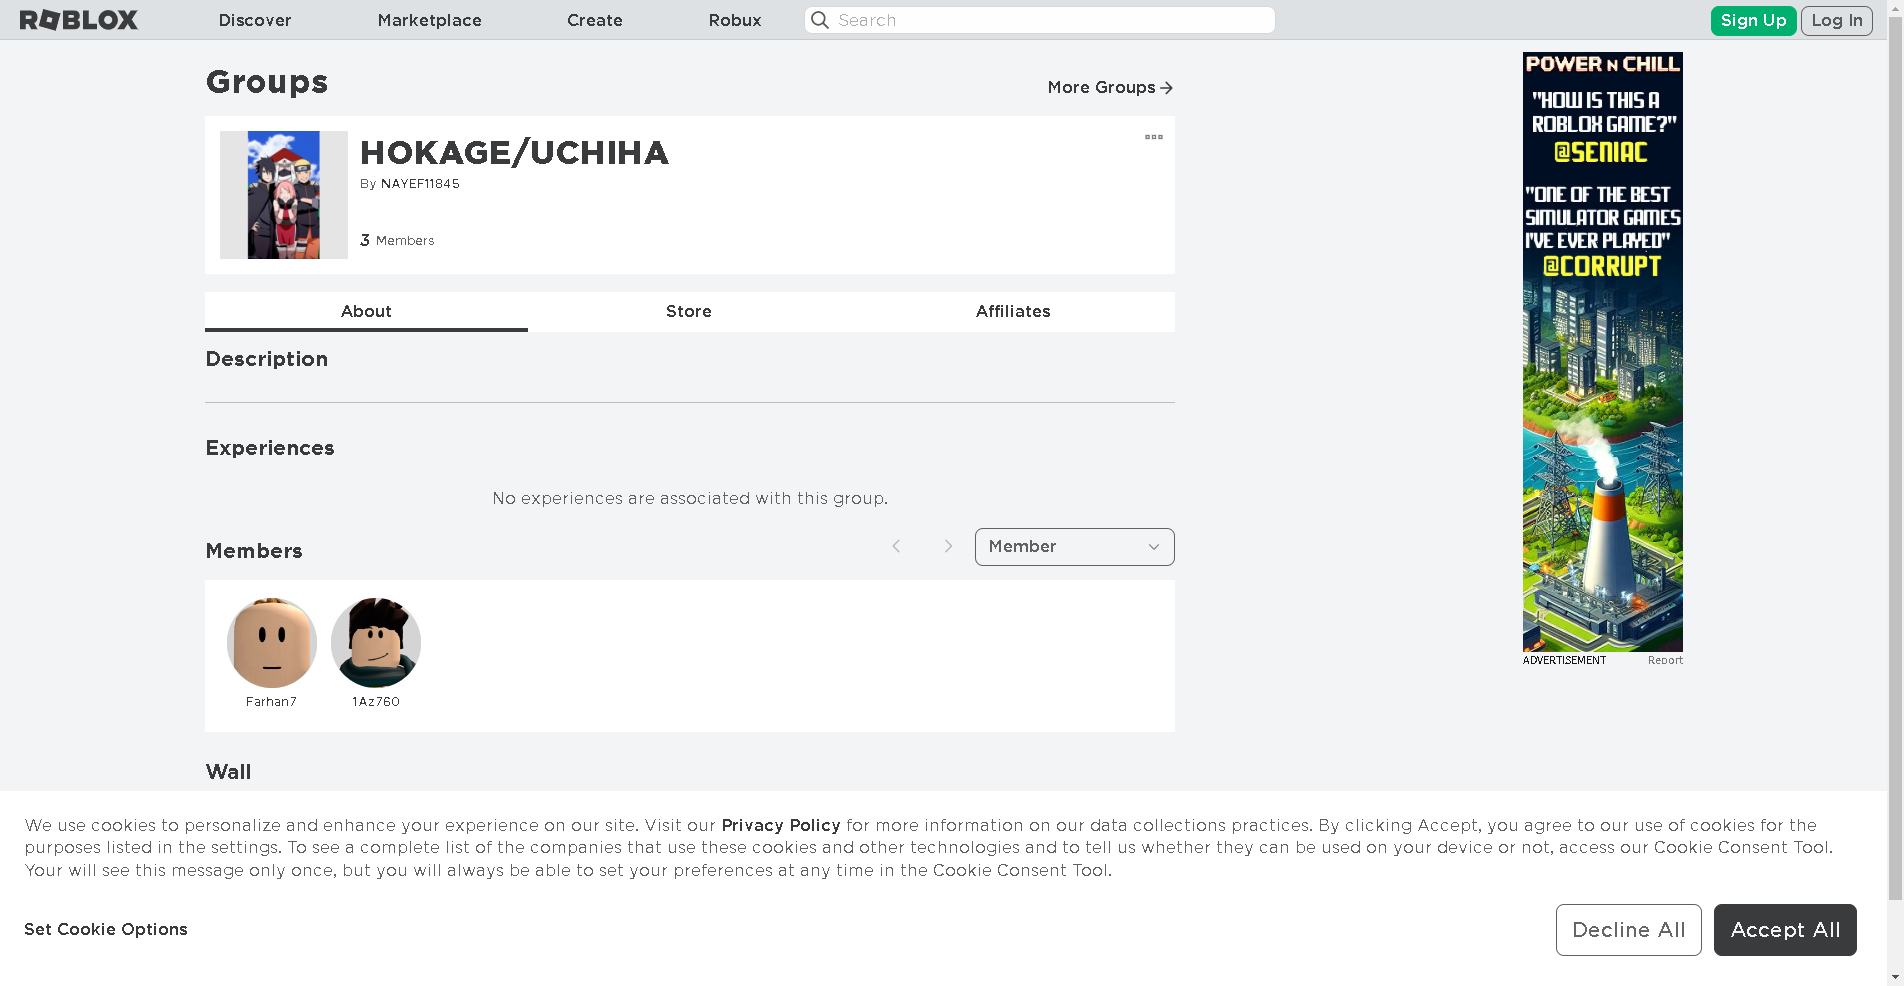 ROBLOX
Discover
Marketplace
Create
Robux
Search
Sign Up
Log In
Groups
More Groups
HOKAGE/UCHIHA
By NAYEF11845
3 Members
About
Store
Affiliates
Description
Experiences
No experiences are associated with this group.
Members
Member
Farhan7
1Az760
Wall
POWER N CHILL
"HOW IS THIS A
ROBLOX GAME?"
@SENIAC
"ONE OF THE BEST
SIMULATOR GAMES
I'VE EVER PLAYED"
@CORRUPT
ADVERTISEMENT
Report
We use cookies to personalize and enhance your experience on our site. Visit our Privacy Policy for more information on our data collections practices. By clicking Accept, you agree to our use of cookies for the
purposes listed in the settings. To see a complete list of the companies that use these cookies and other technologies and to tell us whether they can be used on your device or not, access our Cookie Consent Tool.
Your will see this message only once, but you will always be able to set your preferences at any time in the Cookie Consent Tool.
Set Cookie Options
Decline All
Accept All